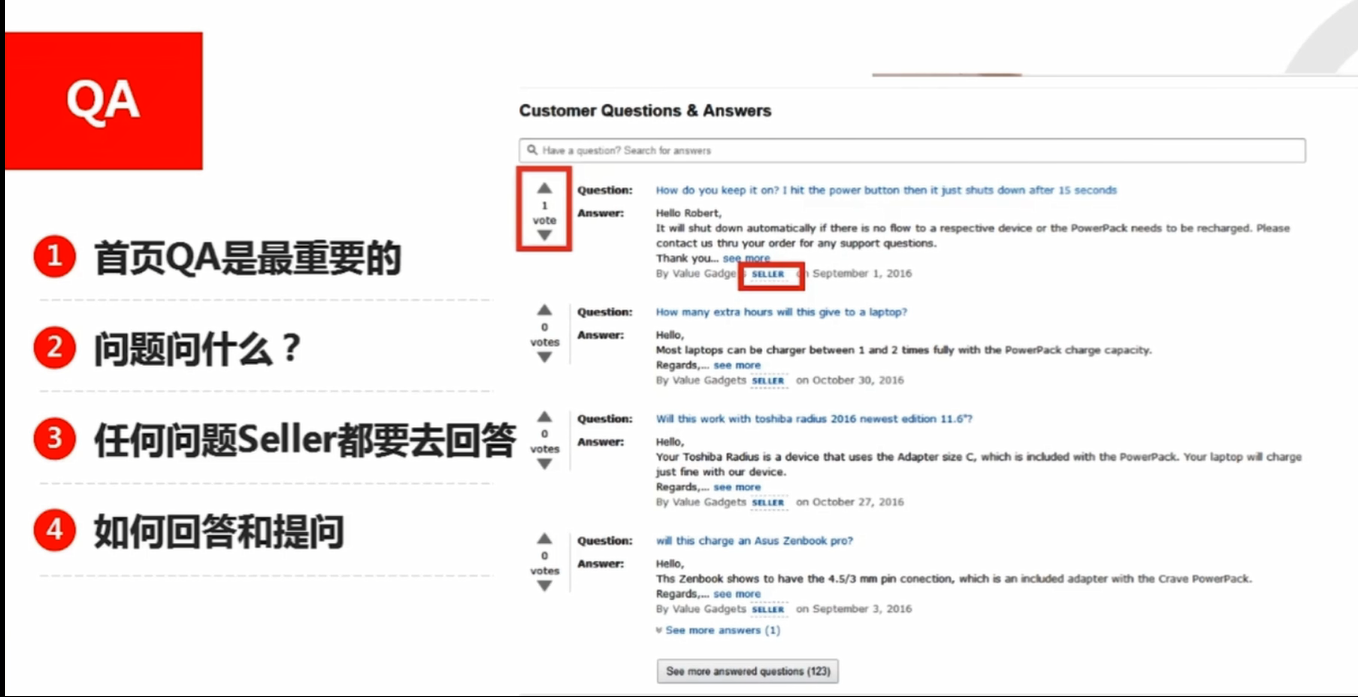 QA
1 首页QA是最重要的
2 问题问什么？
3 任何问题Seller都要去回答
4 如何回答和提问
Customer Questions & Answers
Have a question? Search for answers
1
vote
Question: How do you keep it on? I hit the power button then it just shuts down after 15 seconds
Answer: Hello Robert,
It will shut down automatically if there is no flow to a respective device or the PowerPack needs to be recharged. Please
contact us thru your order for any support questions.
Thank you... see more
By Value Gadge SELLER n September 1, 2016
0
votes
Question: How many extra hours will this give to a laptop?
Answer: Hello,
Most laptops can be charger between 1 and 2 times fully with the PowerPack charge capacity.
Regards,... see more
By Value Gadgets SELLER on October 30, 2016
0
votes
Question: Will this work with toshiba radius 2016 newest edition 11.6"?
Answer: Hello,
Your Toshiba Radius is a device that uses the Adapter size C, which is included with the PowerPack. Your laptop will charge
just fine with our device.
Regards,... see more
By Value Gadgets SELLER on October 27, 2016
0
votes
Question: will this charge an Asus Zenbook pro?
Answer: Hello,
Ths Zenbook shows to have the 4.5/3 mm pin conection, which is an included adapter with the Crave PowerPack.
Regards,... see more
By Value Gadgets SELLER on September 3, 2016
See more answers (1)
See more answered questions (123)